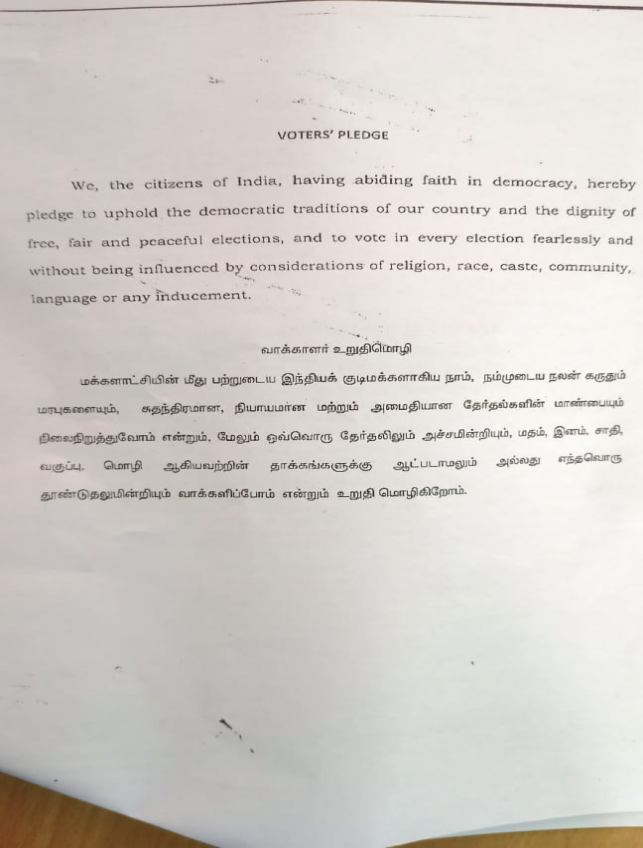 VOTERS' PLEDGE
We, the citizens of India, having abiding faith in democracy, hereby
pledge to uphold the democratic traditions of our country and the dignity of
free, fair and peaceful elections, and to vote in every election fearlessly and
without being influenced by considerations of religion, race, caste, community,
language or any inducement.
வாக்காளர் உறுதிமொழி
மக்களாட்சியின் மீது பற்றுடைய இந்தியக் குடிமக்களாகிய நாம், நம்முடைய நலன் கருதும்
மரபுகளையும், சுதந்திரமான, நியாயமான மற்றும் அமைதியான தேர்தல்களின் மாண்பையும்
நிலைநிறுத்துவோம் என்றும், மேலும் ஒவ்வொரு தேர்தலிலும் அச்சமின்றியும், மதம், இனம், சாதி,
வகுப்பு, மொழி ஆகியவற்றின் தாக்கங்களுக்கு ஆட்படாமலும் அல்லது எந்தவொரு
தூண்டுதலுமின்றியும் வாக்களிப்போம் என்றும் உறுதி மொழிகிறோம்.